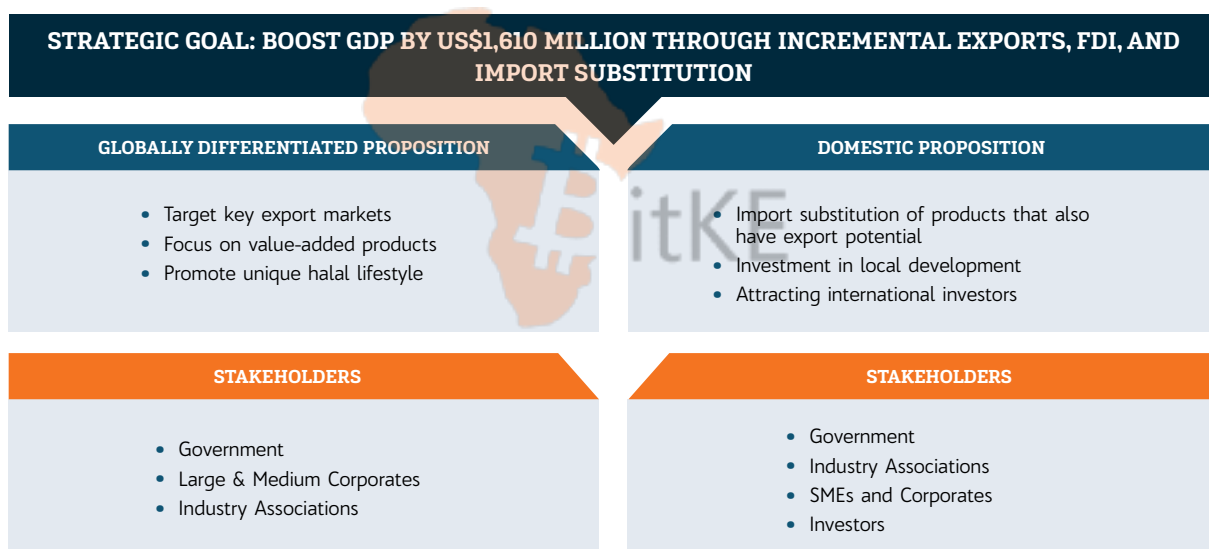 STRATEGIC GOAL: BOOST GDP BY US$1,610 MILLION THROUGH INCREMENTAL EXPORTS, FDI, AND
IMPORT SUBSTITUTION
GLOBALLY DIFFERENTIATED PROPOSITION
• Target key export markets
• Focus on value-added products
• Promote unique halal lifestyle
DOMESTIC PROPOSITION
• Import substitution of products that also
have export potential
• Investment in local development
• Attracting international investors
BitKE
STAKEHOLDERS
• Government
• Large & Medium Corporates
• Industry Associations
STAKEHOLDERS
• Government
• Industry Associations
• SMEs and Corporates
• Investors